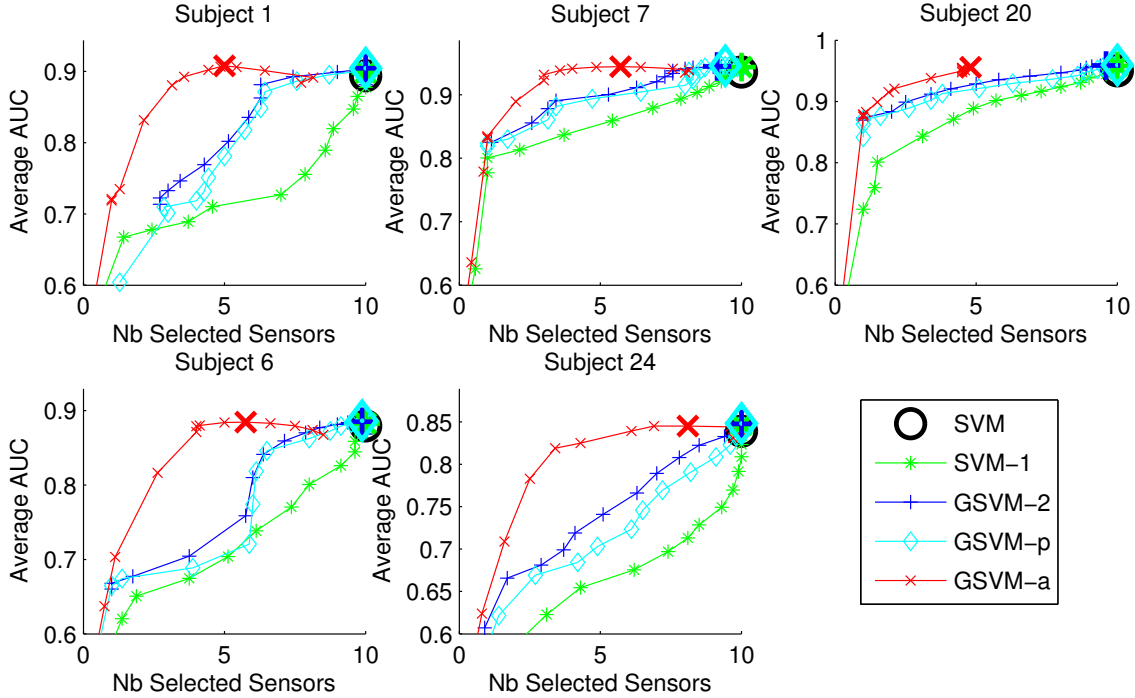 Subject 1
Average AUC
0.9
0.8
0.7
0.6
0
5
10
Nb Selected Sensors
Subject 7
Average AUC
0.9
0.8
0.7
0.6
0
5
10
Nb Selected Sensors
Subject 20
Average AUC
1
0.9
0.8
0.7
0.6
0
5
10
Nb Selected Sensors
Subject 6
Average AUC
0.9
0.8
0.7
0.6
0
5
10
Nb Selected Sensors
Subject 24
Average AUC
0.85
0.8
0.75
0.7
0.65
0.6
0
5
10
Nb Selected Sensors
SVM
SVM−1
GSVM−2
GSVM−p
GSVM−a